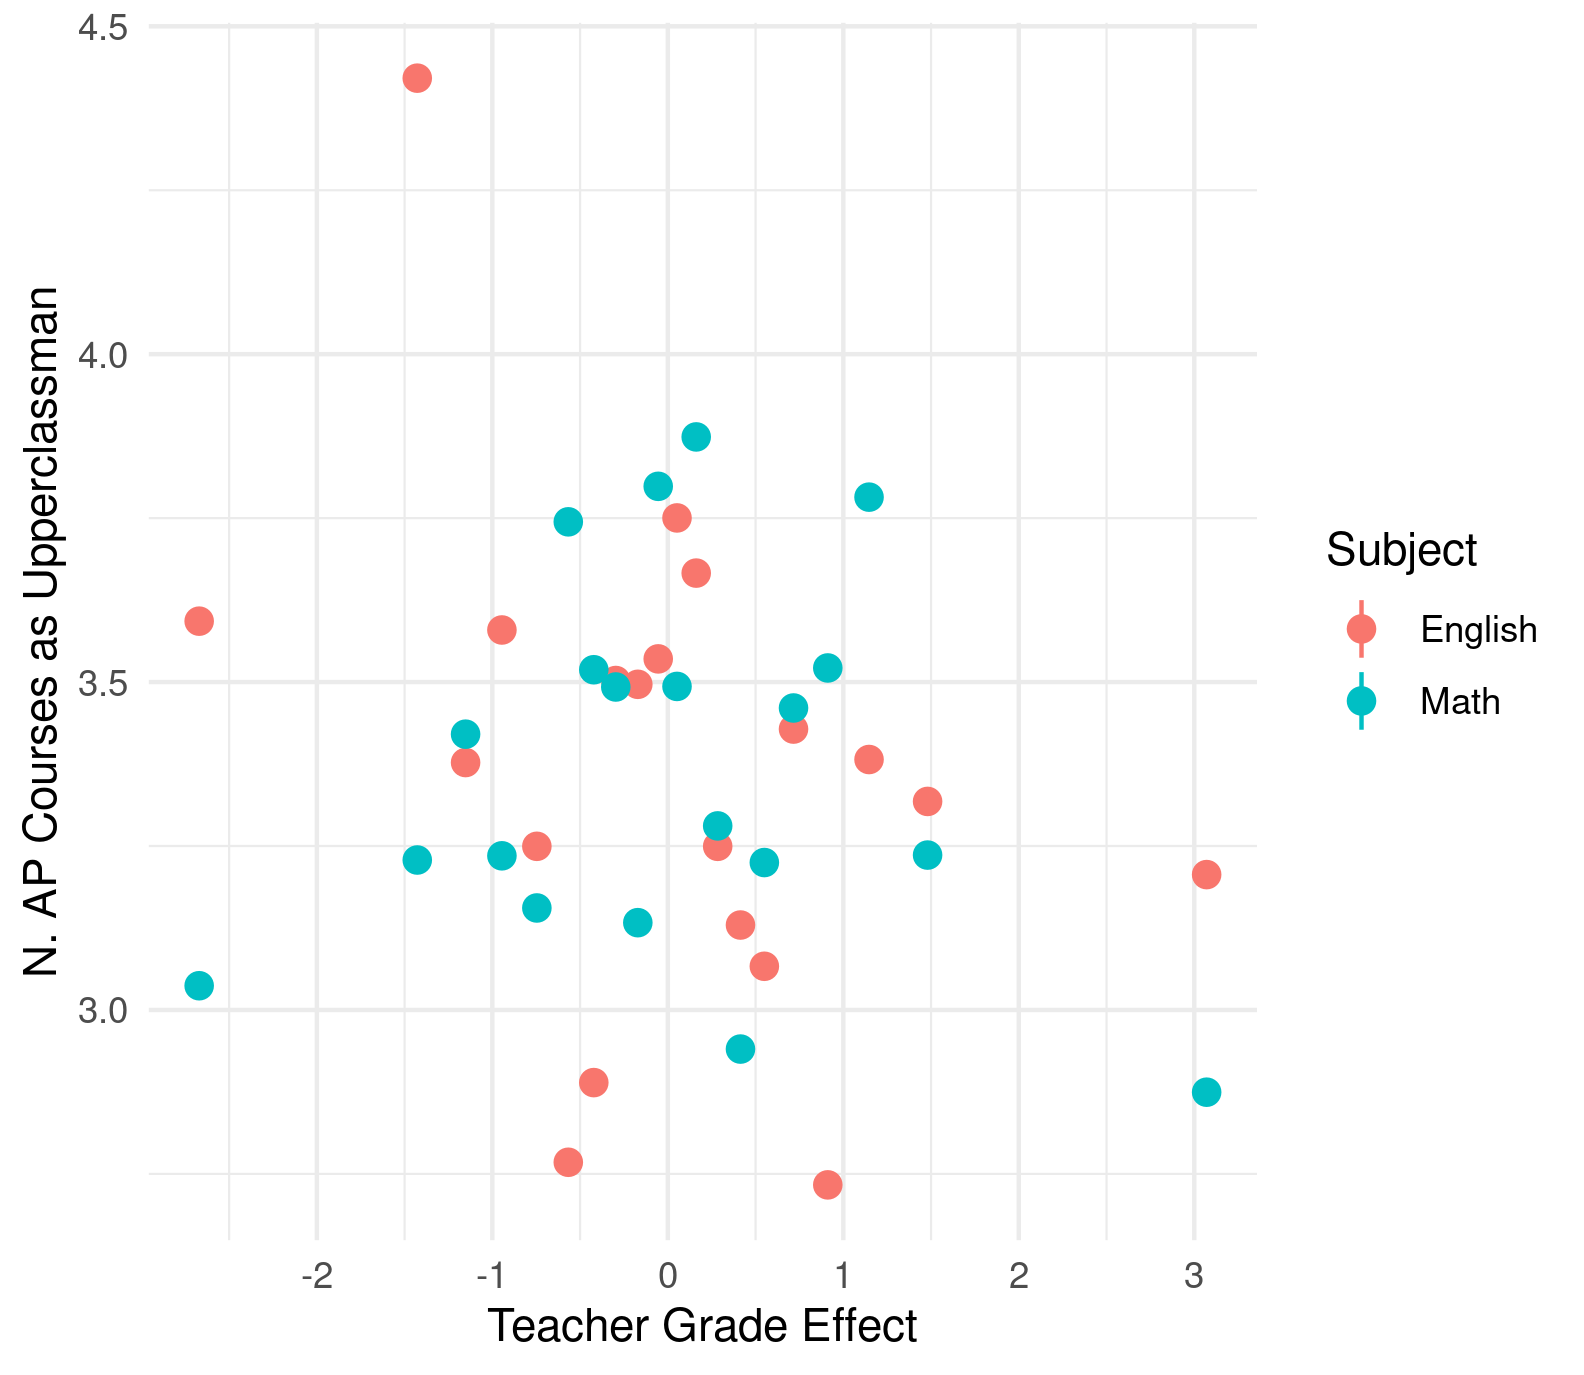 4.5
4.0
3.5
3.0
N. AP Courses as Upperclassman
-2 -1 0 1 2 3
Teacher Grade Effect
Subject
English
Math